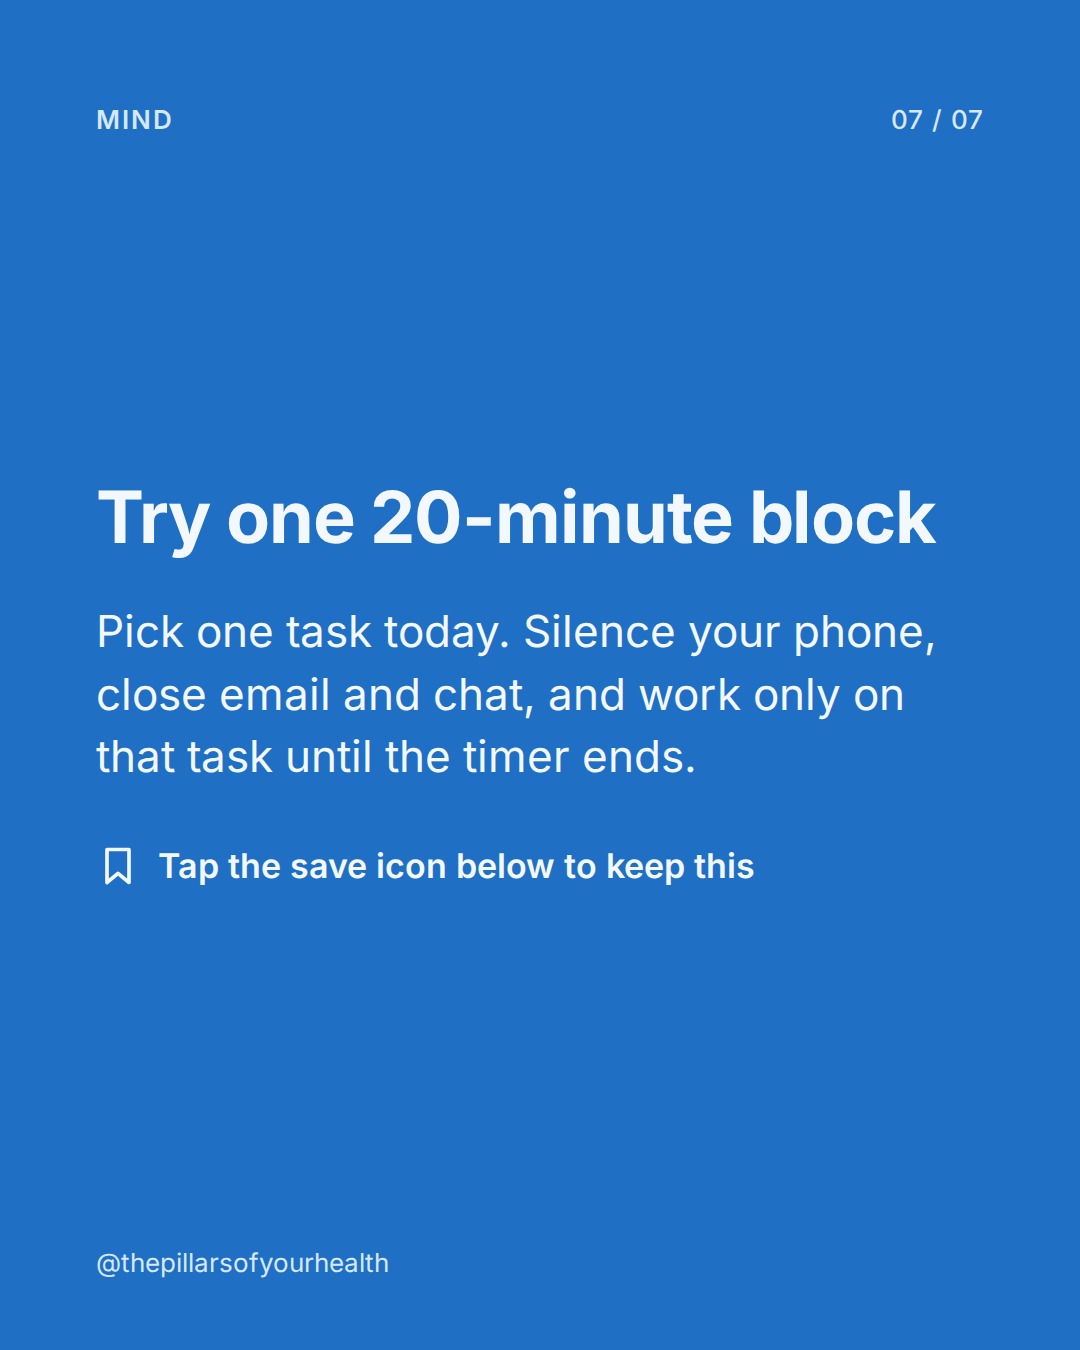 MIND
07 / 07
Try one 20-minute block
Pick one task today. Silence your phone,
close email and chat, and work only on
that task until the timer ends.
Tap the save icon below to keep this
@thepillarsofyourhealth